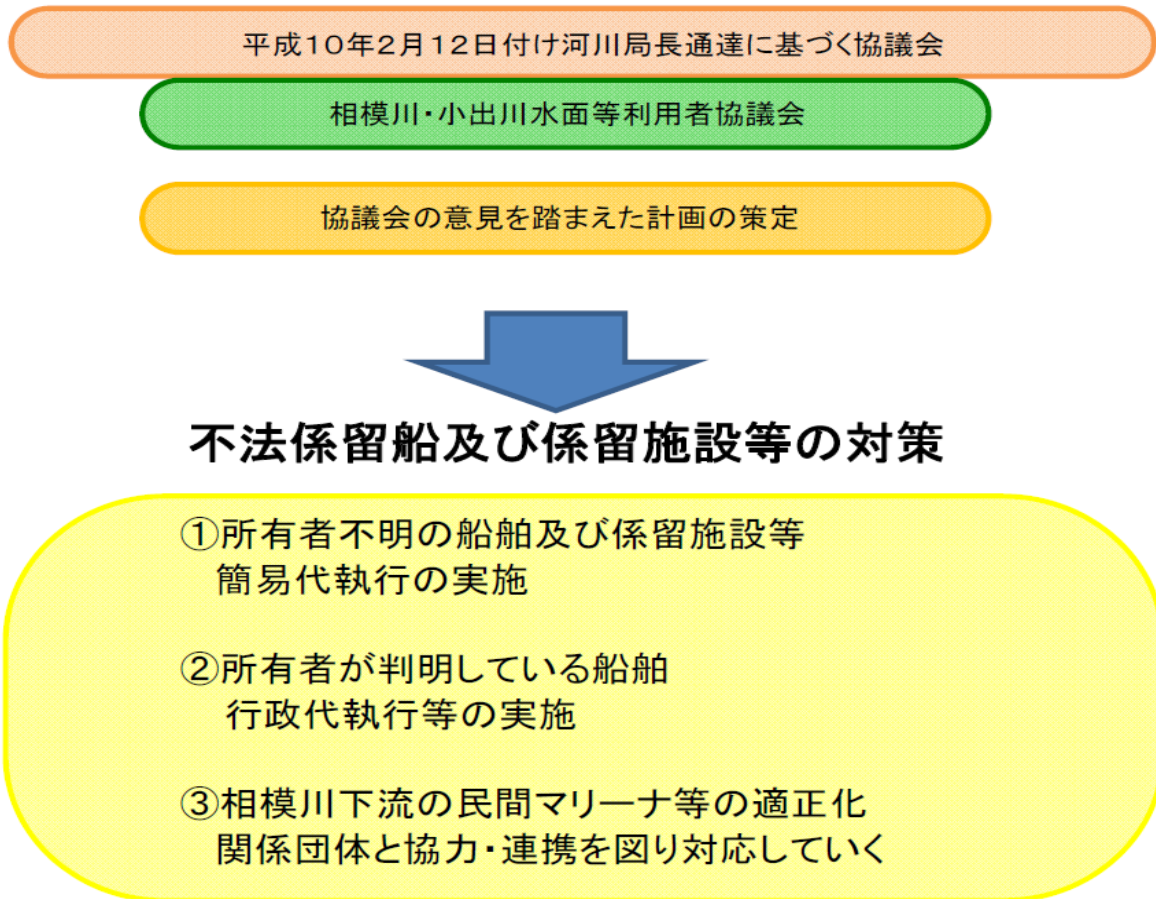 平成１０年２月１２日付け河川局長通達に基づく協議会
相模川・小出川水面等利用者協議会
協議会の意見を踏まえた計画の策定
不法係留船及び係留施設等の対策
①所有者不明の船舶及び係留施設等
簡易代執行の実施
②所有者が判明している船舶
行政代執行等の実施
③相模川下流の民間マリーナ等の適正化
関係団体と協力・連携を図り対応していく